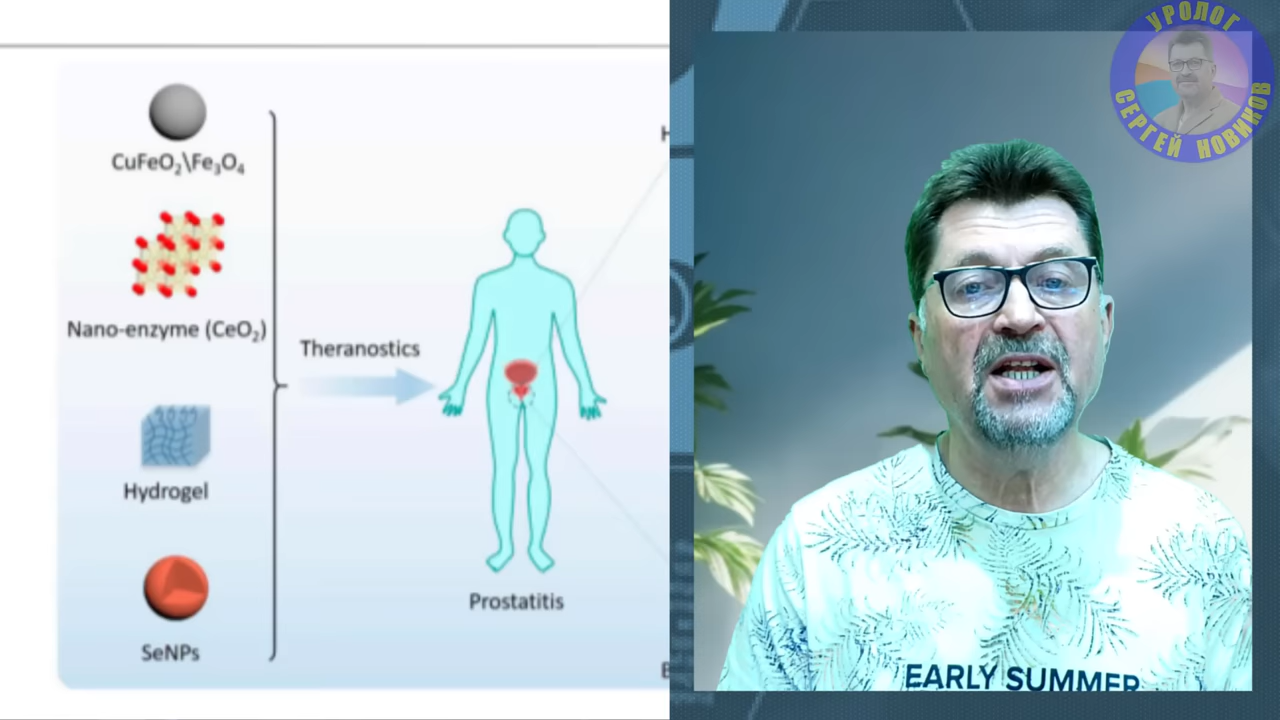 CuFeO₂\Fe₃O₄
Nano-enzyme (CeO₂)
Hydrogel
SeNPs
Theranostics
Prostatitis
УРОЛОГ
СЕРГЕЙ НОВИКОВ
EARLY SUMMER